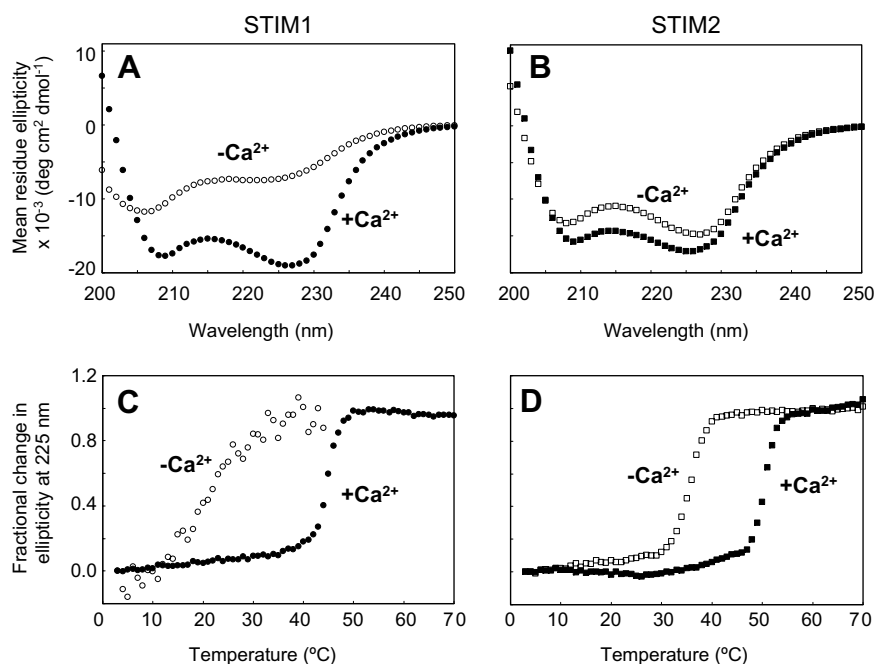 STIM1
STIM2
Mean residue ellipticity
x 10⁻³ (deg cm² dmol⁻¹)
A
10
0
-10
-20
-Ca²⁺
+Ca²⁺
200 210 220 230 240 250
Wavelength (nm)
B
-Ca²⁺
+Ca²⁺
200 210 220 230 240 250
Wavelength (nm)
Fractional change in
ellipticity at 225 nm
C
1.2
0.8
0.4
0.0
-Ca²⁺
+Ca²⁺
0 10 20 30 40 50 60 70
Temperature (ºC)
D
-Ca²⁺
+Ca²⁺
0 10 20 30 40 50 60 70
Temperature (ºC)